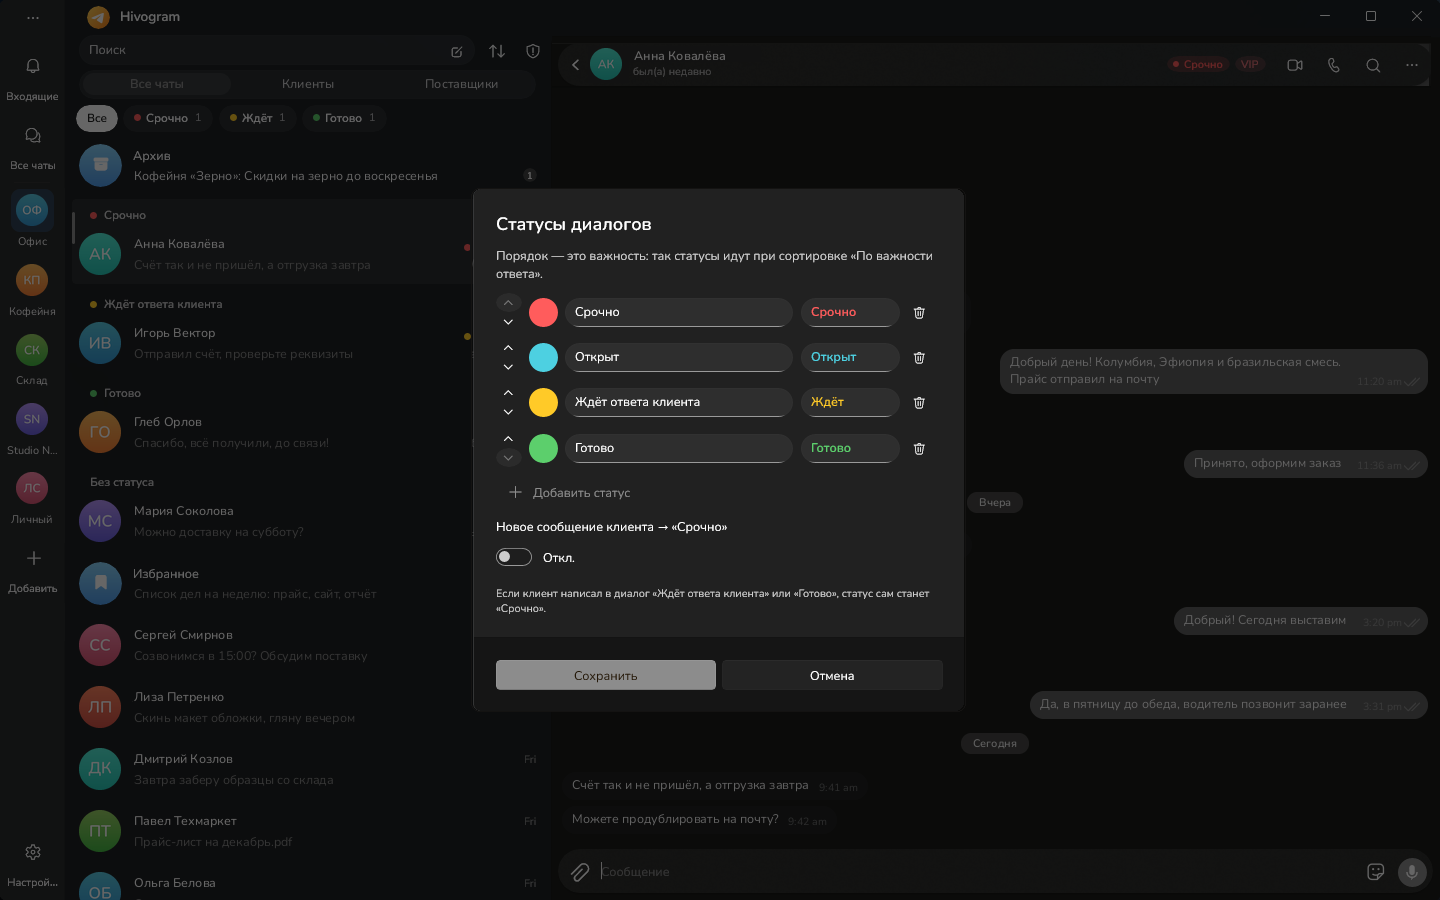 Hivogram
Входящие
Все чаты
ОФ
Офис
КП
Кофейня
СК
Склад
SN
Studio N...
ЛС
Личный
Добавить
Настрой...
Поиск
Все чаты
Клиенты
Поставщики
Все
Срочно 1
Ждёт 1
Готово 1
Архив
Кофейня «Зерно»: Скидки на зерно до воскресенья
1
Срочно
АК
Анна Ковалёва
Счёт так и не пришёл, а отгрузка завтра
Ждёт ответа клиента
ИВ
Игорь Вектор
Отправил счёт, проверьте реквизиты
Готово
ГО
Глеб Орлов
Спасибо, всё получили, до связи!
Без статуса
МС
Мария Соколова
Можно доставку на субботу?
Избранное
Список дел на неделю: прайс, сайт, отчёт
СС
Сергей Смирнов
Созвонимся в 15:00? Обсудим поставку
ЛП
Лиза Петренко
Скинь макет обложки, гляну вечером
ДК
Дмитрий Козлов
Fri
Завтра заберу образцы со склада
ПТ
Павел Техмаркет
Fri
Прайс-лист на декабрь.pdf
ОБ
Ольга Белова
Fri
АК
Анна Ковалёва
был(а) недавно
Срочно
VIP
Добрый день! Колумбия, Эфиопия и бразильская смесь.
Прайс отправил на почту
11:20 am
Принято, оформим заказ
11:36 am
Вчера
Добрый! Сегодня выставим
3:20 pm
Да, в пятницу до обеда, водитель позвонит заранее
3:31 pm
Сегодня
Счёт так и не пришёл, а отгрузка завтра
9:41 am
Можете продублировать на почту?
9:42 am
Сообщение
Статусы диалогов
Порядок — это важность: так статусы идут при сортировке «По важности
ответа».
Срочно
Срочно
Открыт
Открыт
Ждёт ответа клиента
Ждёт
Готово
Готово
Добавить статус
Новое сообщение клиента → «Срочно»
Откл.
Если клиент написал в диалог «Ждёт ответа клиента» или «Готово», статус сам станет
«Срочно».
Сохранить
Отмена